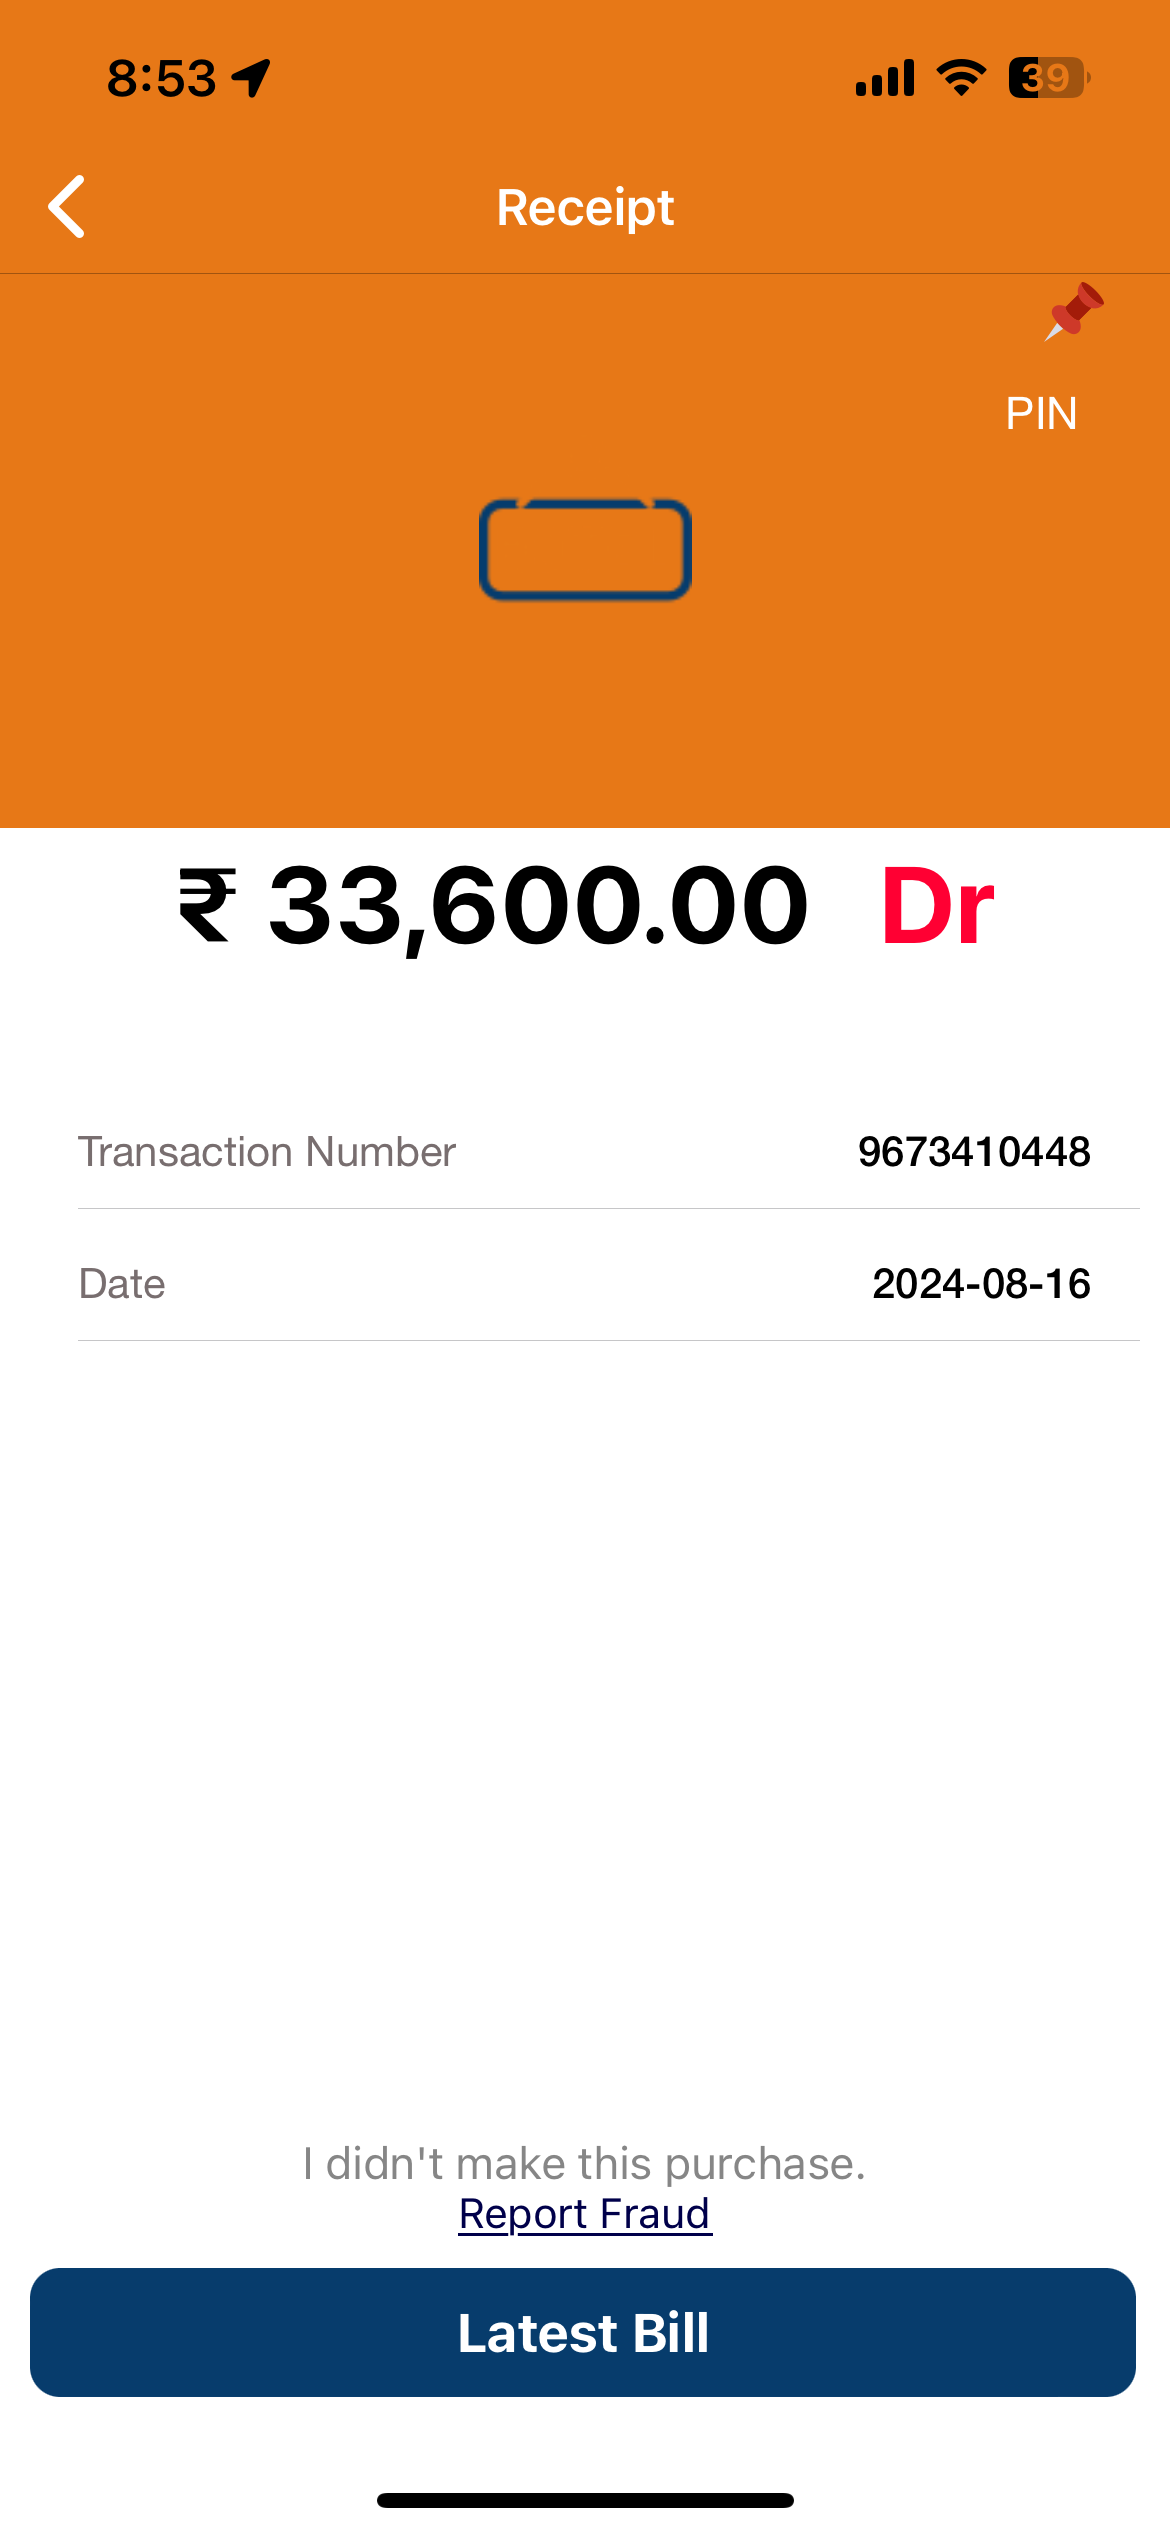 8:53
39
Receipt
PIN
₹ 33,600.00 Dr
Transaction Number 9673410448
Date 2024-08-16
I didn't make this purchase.
Report Fraud
Latest Bill